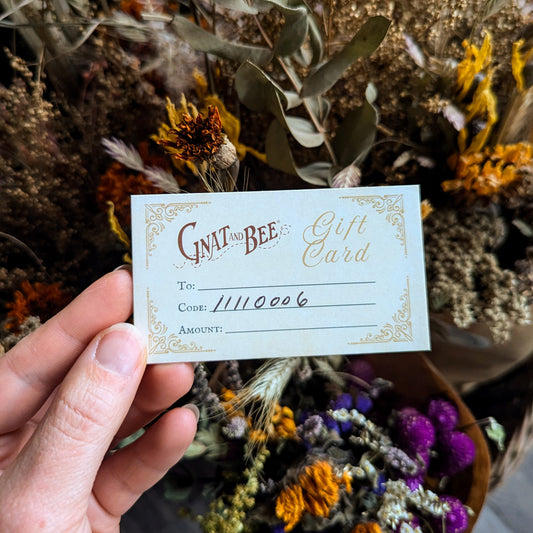 Gnat and Bee®
Gift
Card
To:
Code: 11110006
Amount: